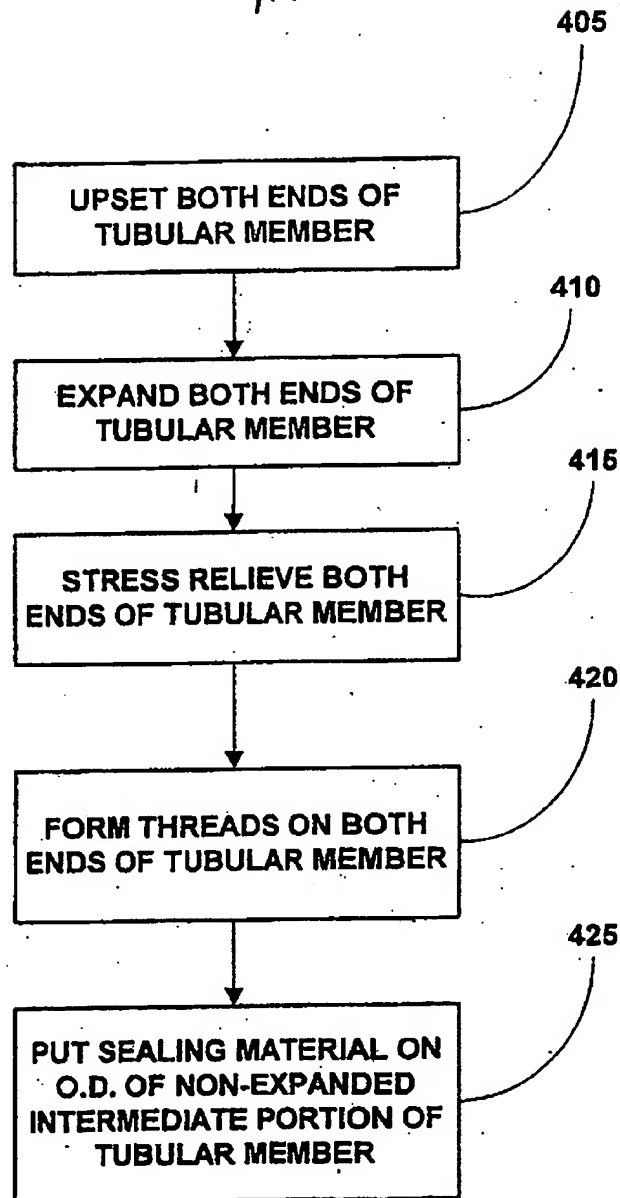 405
UPSET BOTH ENDS OF
TUBULAR MEMBER
410
EXPAND BOTH ENDS OF
TUBULAR MEMBER
415
STRESS RELIEVE BOTH
ENDS OF TUBULAR MEMBER
420
FORM THREADS ON BOTH
ENDS OF TUBULAR MEMBER
425
PUT SEALING MATERIAL ON
O.D. OF NON-EXPANDED
INTERMEDIATE PORTION OF
TUBULAR MEMBER